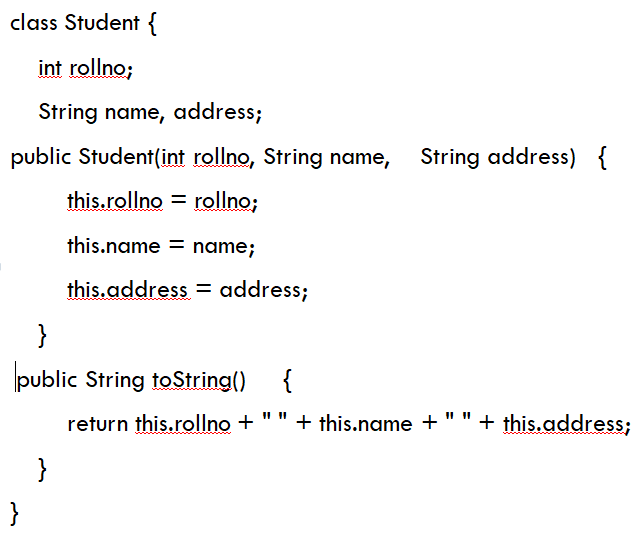 class Student {
int rollno;
String name, address;
public Student(int rollno, String name, String address) {
this.rollno = rollno;
this.name = name;
this.address = address;
}
public String toString() {
return this.rollno + " " + this.name + " " + this.address;
}
}